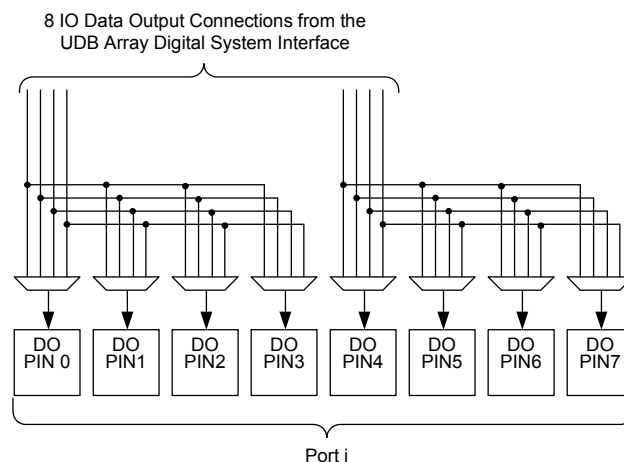 8 IO Data Output Connections from the
UDB Array Digital System Interface
DO
PIN 0
DO
PIN1
DO
PIN2
DO
PIN3
DO
PIN4
DO
PIN5
DO
PIN6
DO
PIN7
Port i